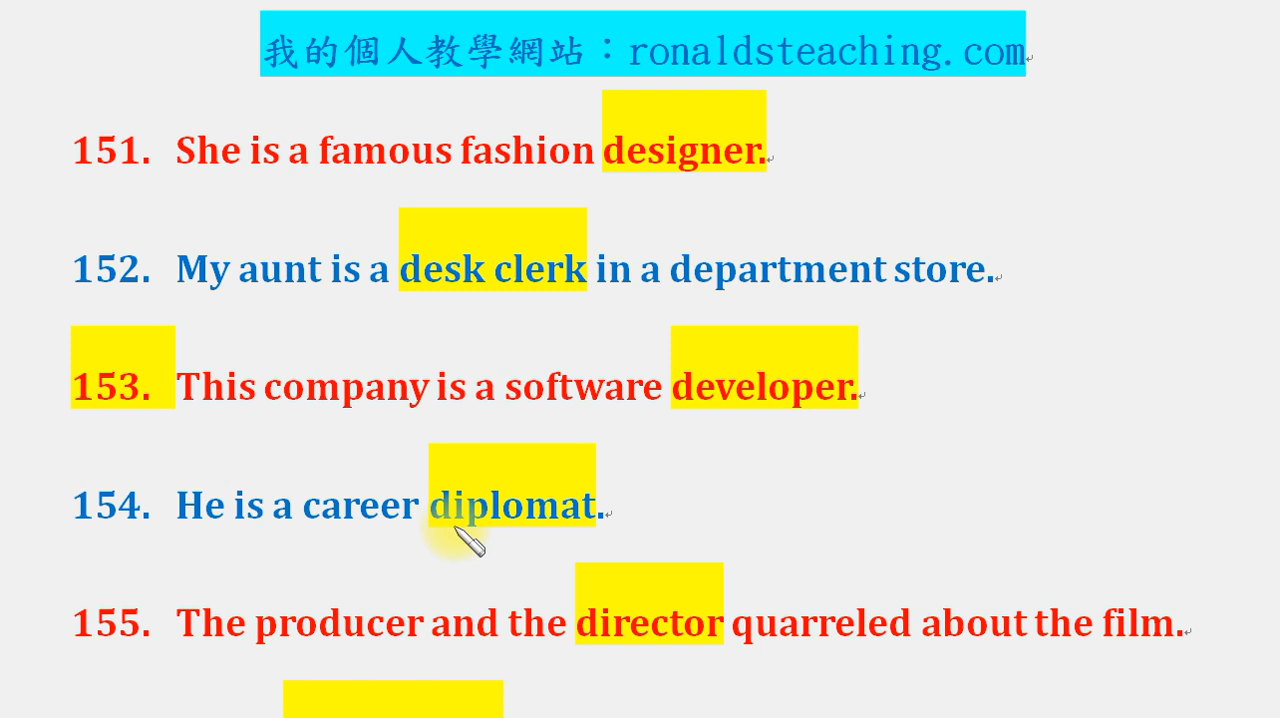 我的個人教學網站：ronaldsteaching.com
151. She is a famous fashion designer.
152. My aunt is a desk clerk in a department store.
153. This company is a software developer.
154. He is a career diplomat.
155. The producer and the director quarreled about the film.